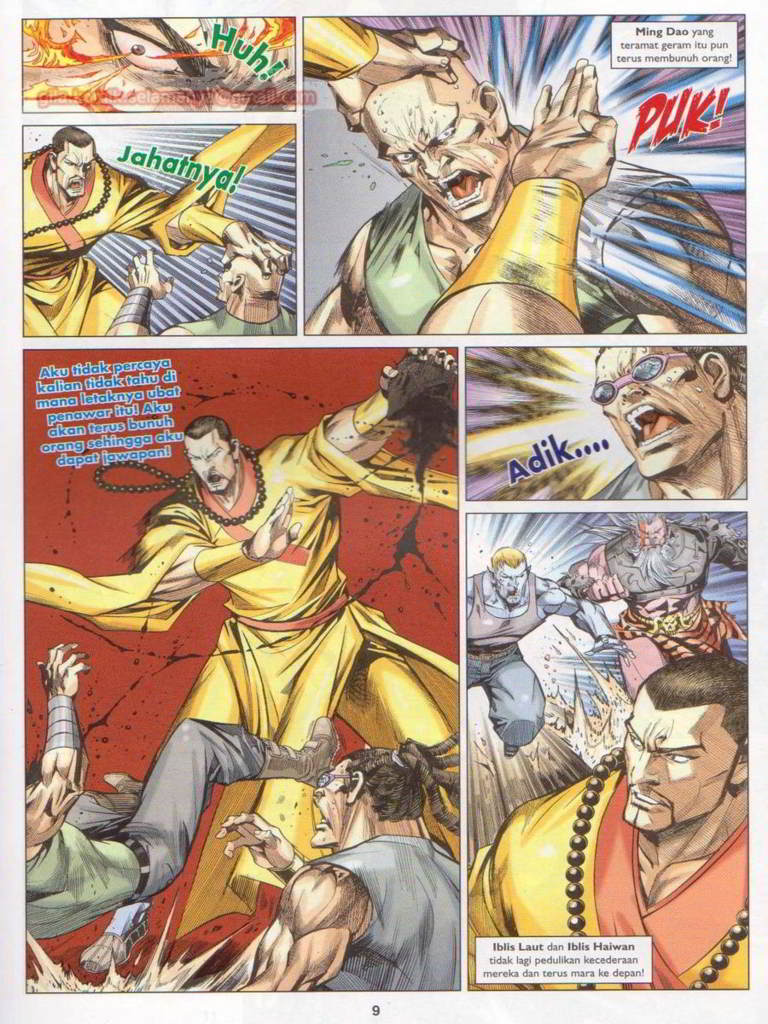 Huh!
Ming Dao yang
teramat geram itu pun
terus membunuh orang!
PUK!
Jahatnya!
Aku tidak percaya
kalian tidak tahu di
mana letaknya ubat
penawar itu! Aku
akan terus bunuh
orang sehingga aku
dapat jawapan!
Adik....
Iblis Laut dan Iblis Haiwan
tidak lagi pedulikan kecederaan
mereka dan terus mara ke depan!
9